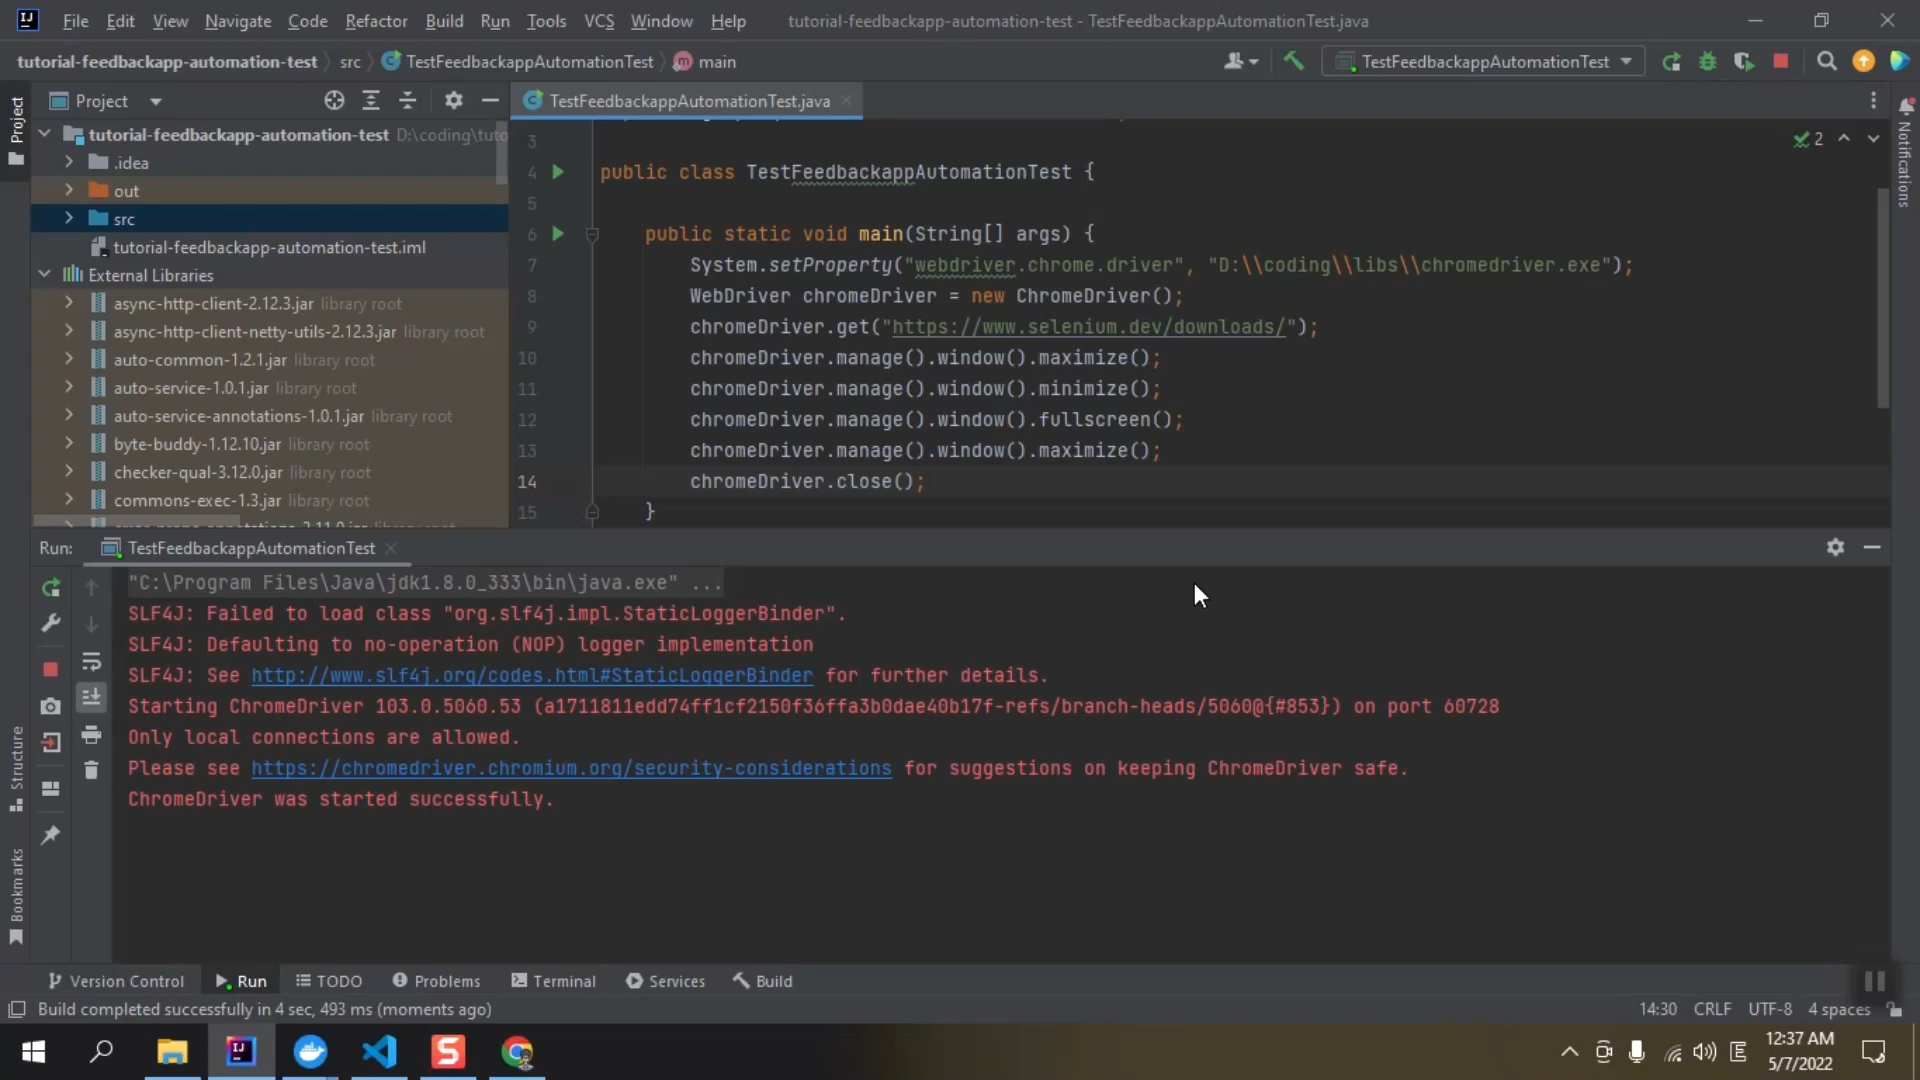 File Edit View Navigate Code Refactor Build Run Tools VCS Window Help tutorial-feedbackapp-automation-test - TestFeedbackappAutomationTest.java
tutorial-feedbackapp-automation-test src TestFeedbackappAutomationTest main TestFeedbackappAutomationTest
Project
TestFeedbackappAutomationTest.java
Project
Notifications
tutorial-feedbackapp-automation-test D:\coding\tuto
.idea
out
src
tutorial-feedbackapp-automation-test.iml
External Libraries
async-http-client-2.12.3.jar library root
async-http-client-netty-utils-2.12.3.jar library root
auto-common-1.2.1.jar library root
auto-service-1.0.1.jar library root
auto-service-annotations-1.0.1.jar library root
byte-buddy-1.12.10.jar library root
checker-qual-3.12.0.jar library root
commons-exec-1.3.jar library root
2
3
4 public class TestFeedbackappAutomationTest {
5
6 public static void main(String[] args) {
7 System.setProperty("webdriver.chrome.driver", "D:\\coding\\libs\\chromedriver.exe");
8 WebDriver chromeDriver = new ChromeDriver();
9 chromeDriver.get("https://www.selenium.dev/downloads/");
10 chromeDriver.manage().window().maximize();
11 chromeDriver.manage().window().minimize();
12 chromeDriver.manage().window().fullscreen();
13 chromeDriver.manage().window().maximize();
14 chromeDriver.close();
15 }
Run: TestFeedbackappAutomationTest
"C:\Program Files\Java\jdk1.8.0_333\bin\java.exe" ...
SLF4J: Failed to load class "org.slf4j.impl.StaticLoggerBinder".
SLF4J: Defaulting to no-operation (NOP) logger implementation
SLF4J: See http://www.slf4j.org/codes.html#StaticLoggerBinder for further details.
Starting ChromeDriver 103.0.5060.53 (a1711811edd74ff1cf2150f36ffa3b0dae40b17f-refs/branch-heads/5060@{#853}) on port 60728
Only local connections are allowed.
Please see https://chromedriver.chromium.org/security-considerations for suggestions on keeping ChromeDriver safe.
ChromeDriver was started successfully.
Structure
Bookmarks
Version Control Run TODO Problems Terminal Services Build
Build completed successfully in 4 sec, 493 ms (moments ago) 14:30 CRLF UTF-8 4 spaces
12:37 AM
5/7/2022